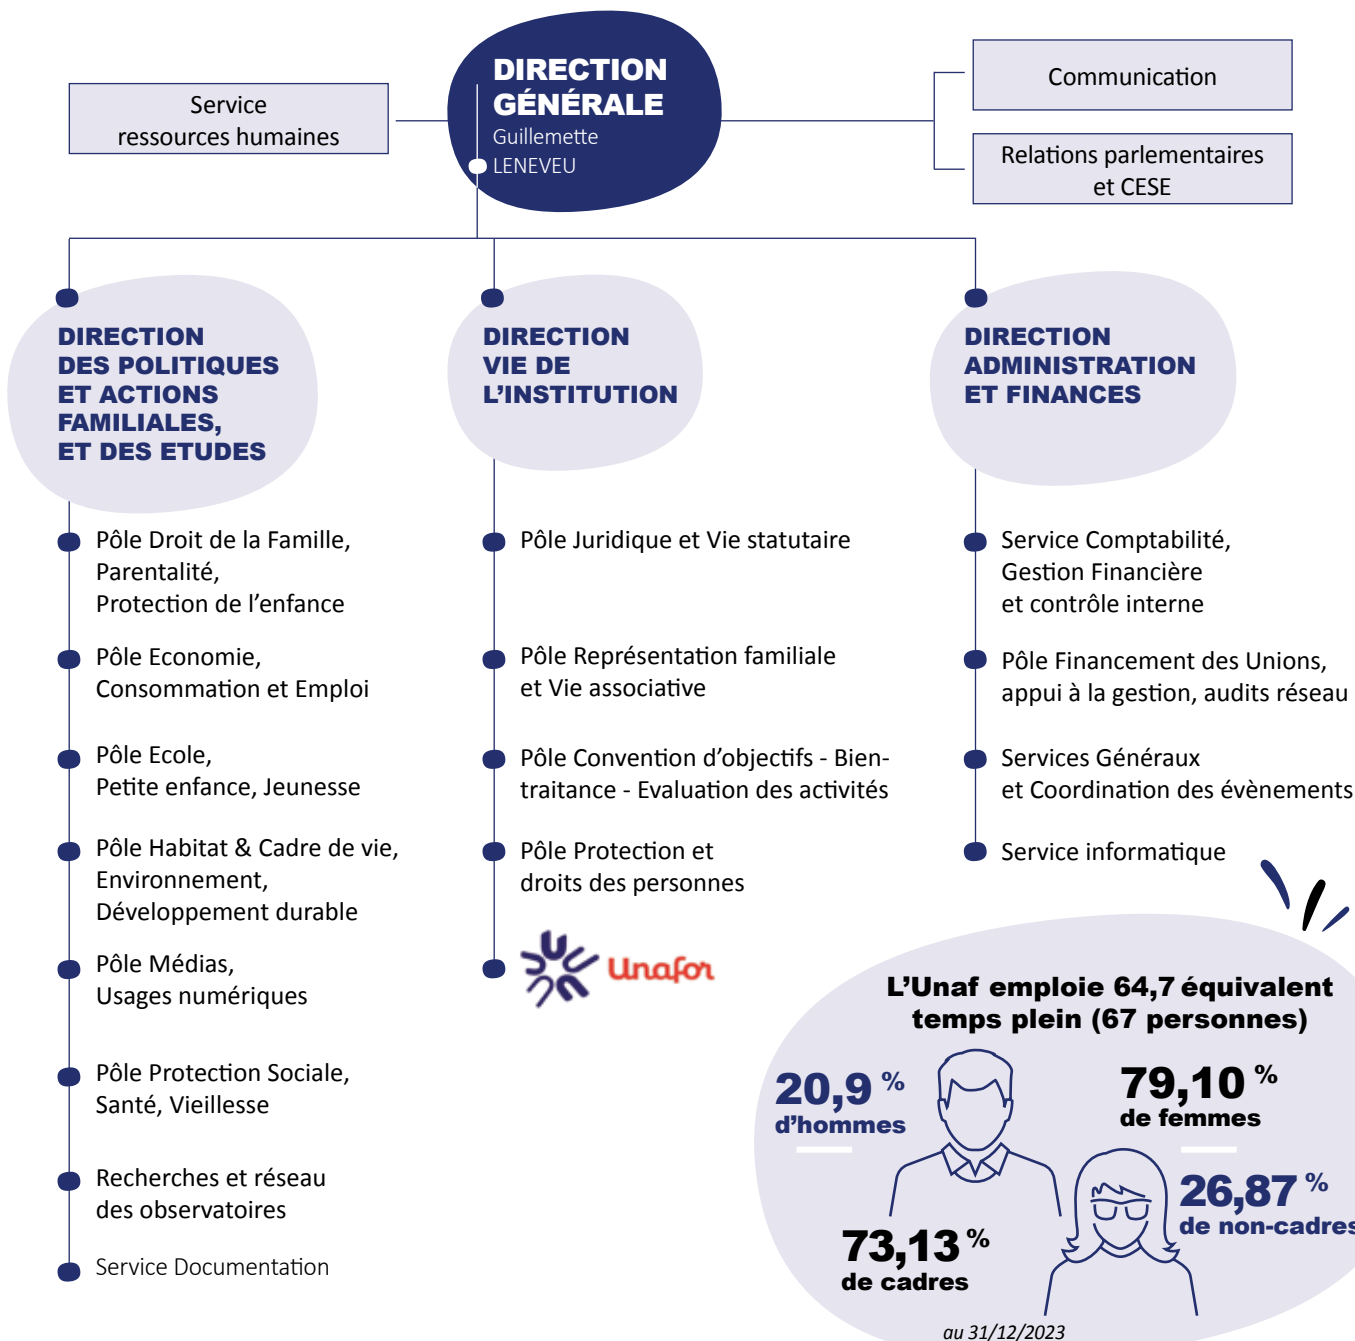 DIRECTION
GÉNÉRALE
Guillemette
LENEVEU
Service
ressources humaines
Communication
Relations parlementaires
et CESE
DIRECTION
DES POLITIQUES
ET ACTIONS
FAMILIALES,
ET DES ETUDES
Pôle Droit de la Famille,
Parentalité,
Protection de l’enfance
Pôle Economie,
Consommation et Emploi
Pôle Ecole,
Petite enfance, Jeunesse
Pôle Habitat & Cadre de vie,
Environnement,
Développement durable
Pôle Médias,
Usages numériques
Pôle Protection Sociale,
Santé, Vieillesse
Recherches et réseau
des observatoires
Service Documentation
DIRECTION
VIE DE
L’INSTITUTION
Pôle Juridique et Vie statutaire
Pôle Représentation familiale
et Vie associative
Pôle Convention d’objectifs - Bien-
traitance - Evaluation des activités
Pôle Protection et
droits des personnes
Unafor
DIRECTION
ADMINISTRATION
ET FINANCES
Service Comptabilité,
Gestion Financière
et contrôle interne
Pôle Financement des Unions,
appui à la gestion, audits réseau
Services Généraux
et Coordination des évènements
Service informatique
L’Unaf emploie 64,7 équivalent
temps plein (67 personnes)
20,9 %
d’hommes
79,10 %
de femmes
73,13 %
de cadres
26,87 %
de non-cadres
au 31/12/2023